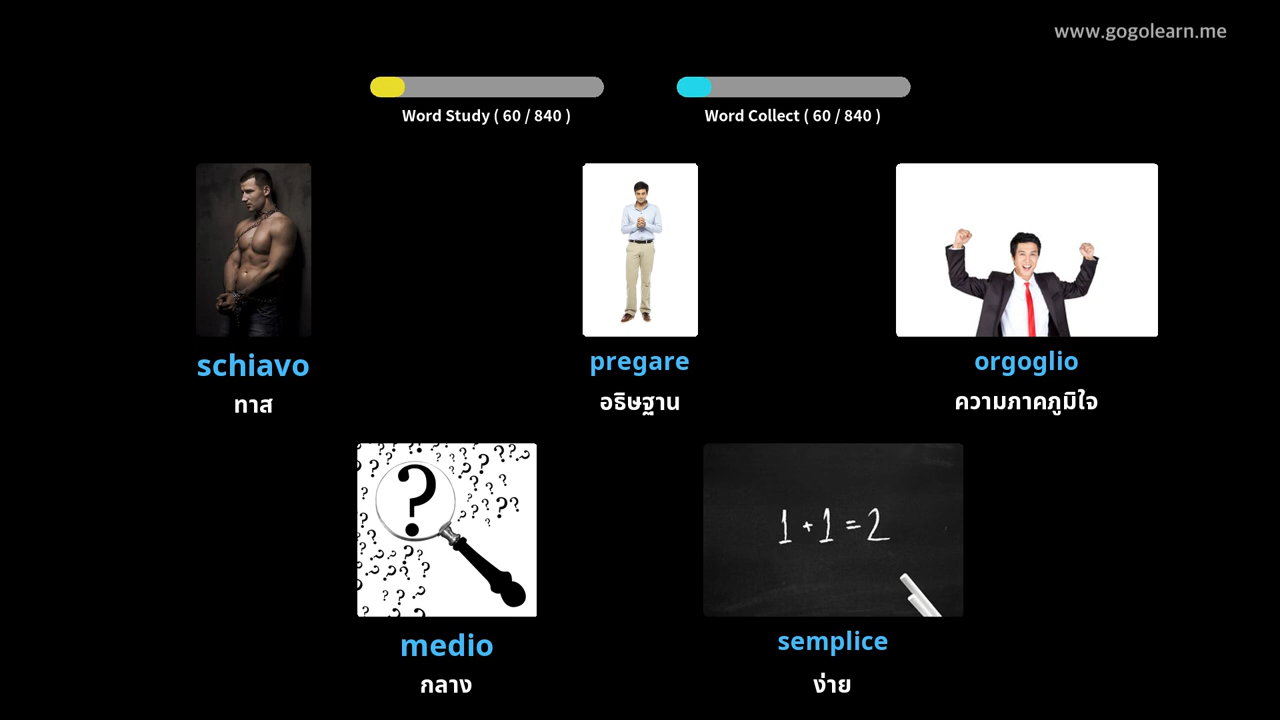 www.gogolearn.me
Word Study ( 60 / 840 )
Word Collect ( 60 / 840 )
schiavo
ทาส
pregare
อธิษฐาน
orgoglio
ความภาคภูมิใจ
?
1 + 1 = 2
medio
กลาง
semplice
ง่าย